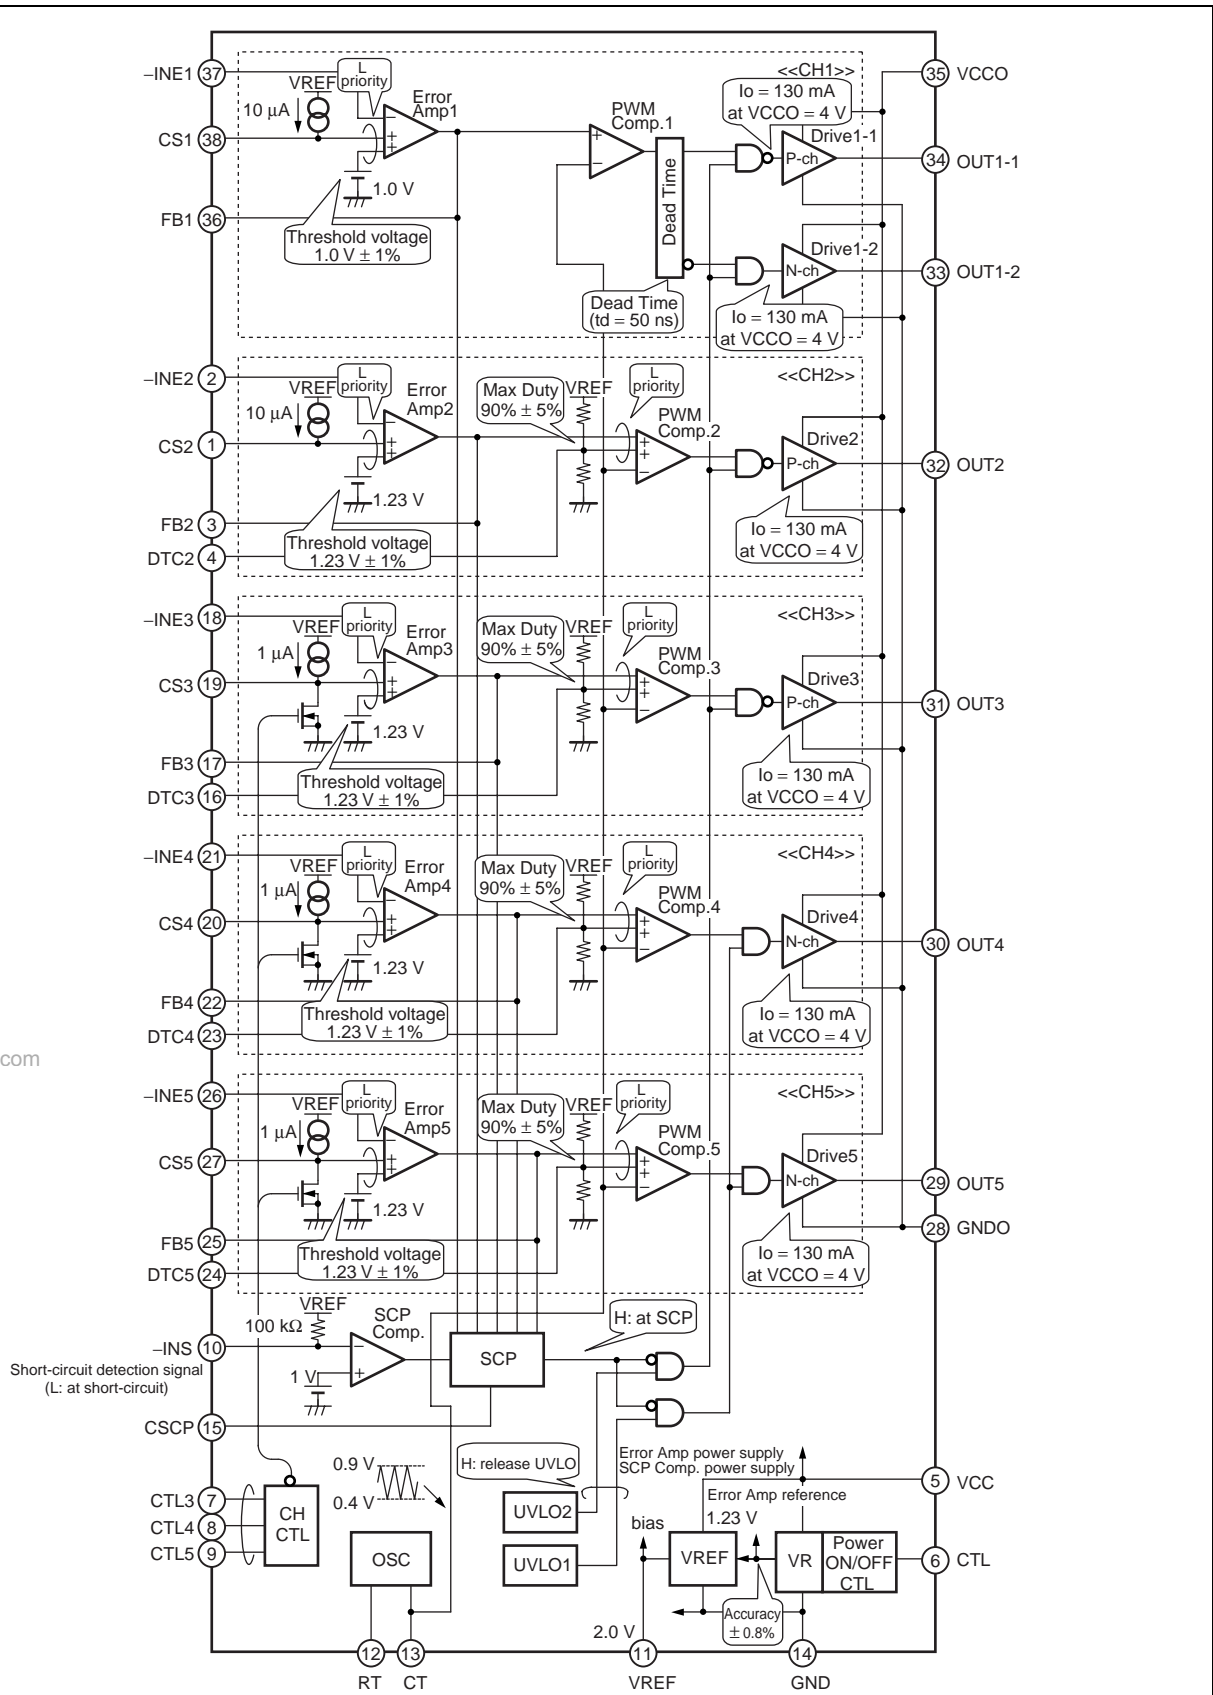 −INE1 37
CS1 38
FB1 36
VREF
10 µA
L
priority
Error
Amp1
1.0 V
Threshold voltage
1.0 V ± 1%
PWM
Comp.1
Dead Time
Dead Time
(td = 50 ns)
<<CH1>>
Io = 130 mA
at VCCO = 4 V
Drive1-1
P-ch
Drive1-2
N-ch
Io = 130 mA
at VCCO = 4 V
35 VCCO
34 OUT1-1
33 OUT1-2
−INE2 2
CS2 1
FB2 3
DTC2 4
VREF
10 µA
L
priority
Error
Amp2
1.23 V
Threshold voltage
1.23 V ± 1%
Max Duty
90% ± 5%
VREF
L
priority
PWM
Comp.2
<<CH2>>
Drive2
P-ch
Io = 130 mA
at VCCO = 4 V
32 OUT2
−INE3 18
CS3 19
FB3 17
DTC3 16
VREF
1 µA
L
priority
Error
Amp3
1.23 V
Threshold voltage
1.23 V ± 1%
Max Duty
90% ± 5%
VREF
L
priority
PWM
Comp.3
<<CH3>>
Drive3
P-ch
Io = 130 mA
at VCCO = 4 V
31 OUT3
−INE4 21
CS4 20
FB4 22
DTC4 23
VREF
1 µA
L
priority
Error
Amp4
1.23 V
Threshold voltage
1.23 V ± 1%
Max Duty
90% ± 5%
VREF
L
priority
PWM
Comp.4
<<CH4>>
Drive4
N-ch
Io = 130 mA
at VCCO = 4 V
30 OUT4
com
−INE5 26
CS5 27
FB5 25
DTC5 24
VREF
1 µA
L
priority
Error
Amp5
1.23 V
Threshold voltage
1.23 V ± 1%
Max Duty
90% ± 5%
VREF
L
priority
PWM
Comp.5
<<CH5>>
Drive5
N-ch
Io = 130 mA
at VCCO = 4 V
29 OUT5
28 GNDO
−INS 10
Short-circuit detection signal
(L: at short-circuit)
VREF
100 kΩ
1 V
SCP
Comp.
SCP
H: at SCP
CSCP 15
CTL3 7
CTL4 8
CTL5 9
CH
CTL
0.9 V
0.4 V
OSC
H: release UVLO
UVLO2
UVLO1
Error Amp power supply
SCP Comp. power supply
Error Amp reference
1.23 V
bias
VREF
VR
Power
ON/OFF
CTL
Accuracy
± 0.8%
5 VCC
6 CTL
2.0 V
12
RT
13
CT
11
VREF
14
GND